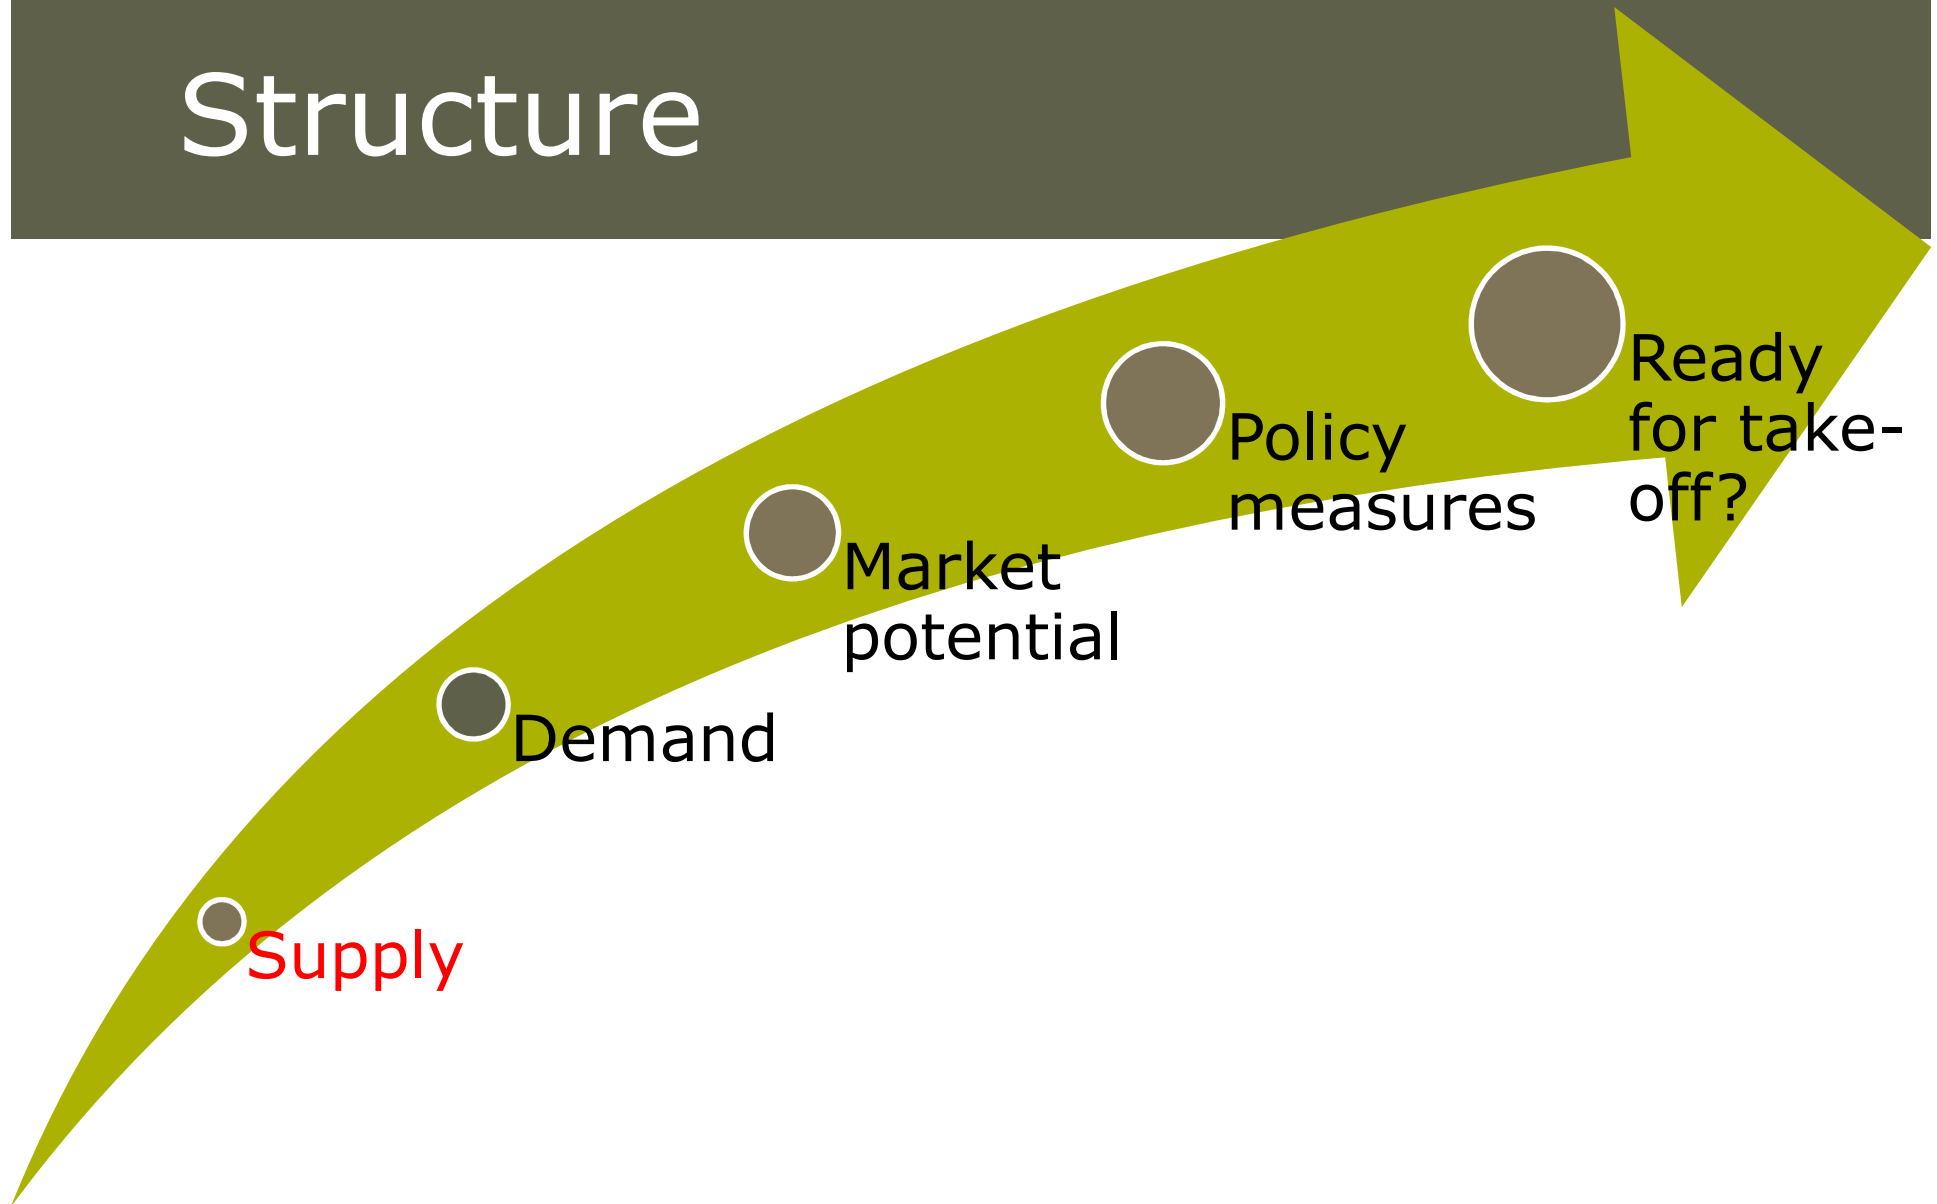 Structure
Supply
Demand
Market
potential
Policy
measures
Ready
for take-
off?